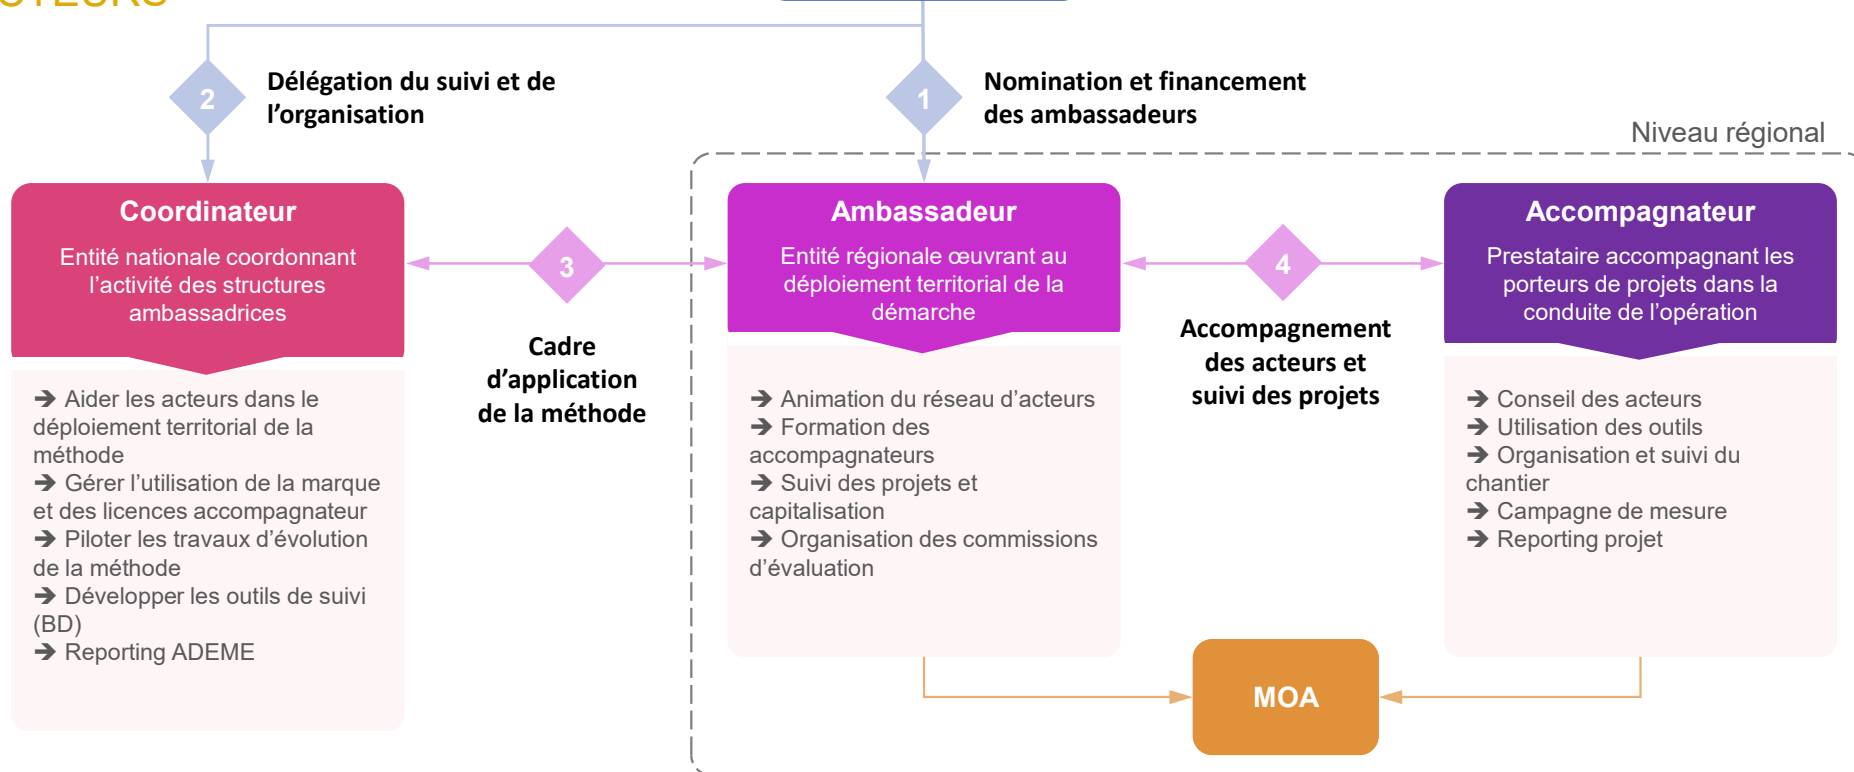 2
Délégation du suivi et de
l’organisation
1
Nomination et financement
des ambassadeurs
Niveau régional
Coordinateur
Entité nationale coordonnant
l’activité des structures
ambassadrices
➔ Aider les acteurs dans le
déploiement territorial de la
méthode
➔ Gérer l’utilisation de la marque
et des licences accompagnateur
➔ Piloter les travaux d’évolution
de la méthode
➔ Développer les outils de suivi
(BD)
➔ Reporting ADEME
3
Cadre
d’application
de la méthode
Ambassadeur
Entité régionale œuvrant au
déploiement territorial de la
démarche
➔ Animation du réseau d’acteurs
➔ Formation des
accompagnateurs
➔ Suivi des projets et
capitalisation
➔ Organisation des commissions
d’évaluation
4
Accompagnement
des acteurs et
suivi des projets
Accompagnateur
Prestataire accompagnant les
porteurs de projets dans la
conduite de l’opération
➔ Conseil des acteurs
➔ Utilisation des outils
➔ Organisation et suivi du
chantier
➔ Campagne de mesure
➔ Reporting projet
MOA